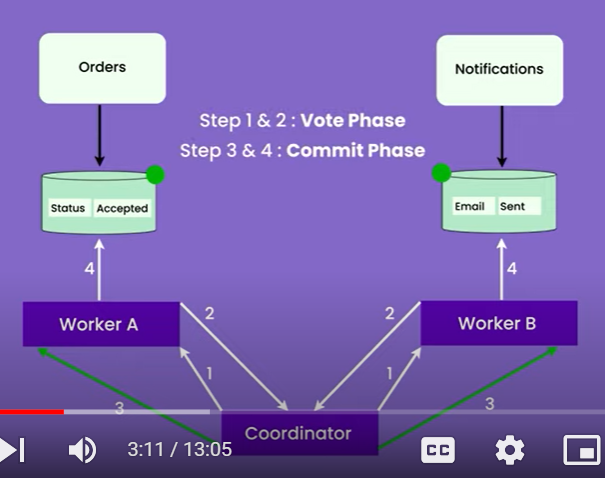 Orders
Notifications
Step 1 & 2 : Vote Phase
Step 3 & 4 : Commit Phase
Status Accepted
Email Sent
4
4
Worker A
2
2
Worker B
1
1
3
3
Coordinator
3:11 / 13:05
CC